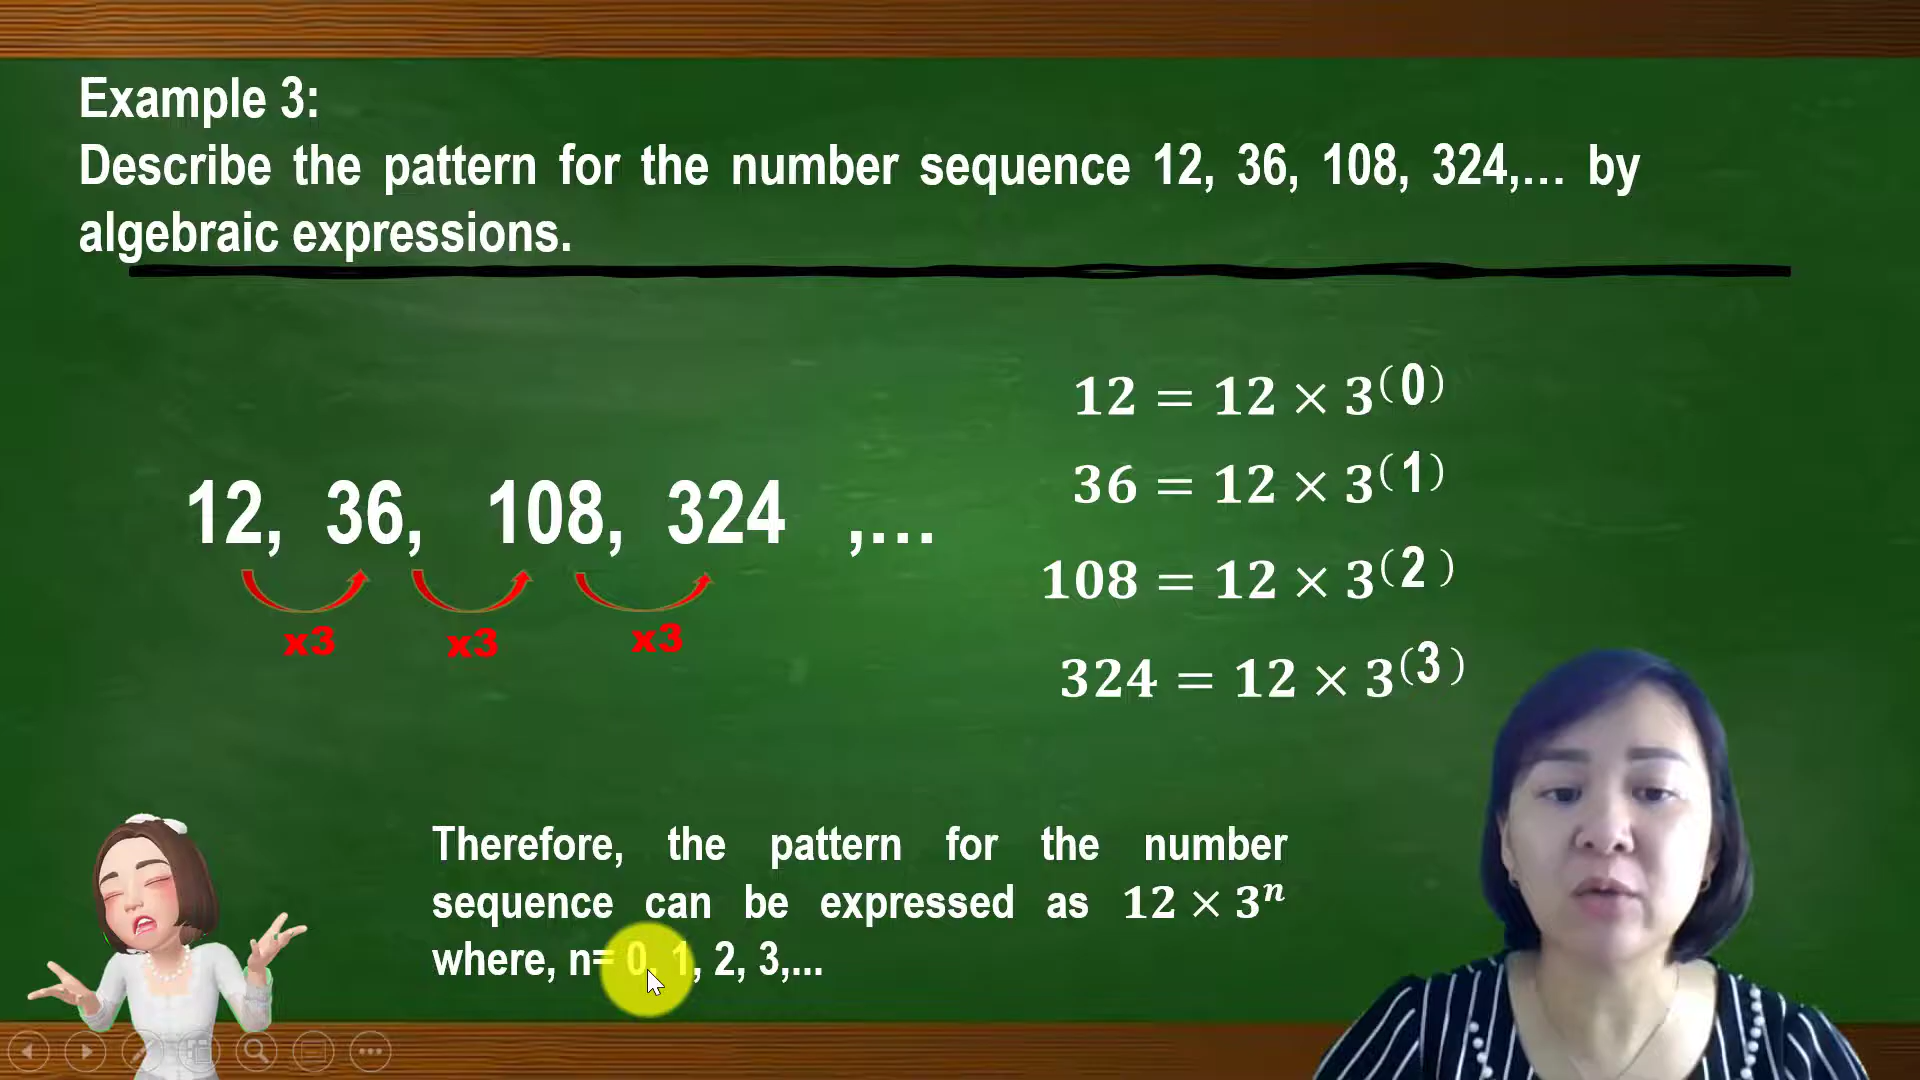 Example 3:
Describe the pattern for the number sequence 12, 36, 108, 324,... by
algebraic expressions.
12, 36, 108, 324 ,...
x3 x3 x3
12 = 12 × 3^(0)
36 = 12 × 3^(1)
108 = 12 × 3^(2)
324 = 12 × 3^(3)
Therefore, the pattern for the number
sequence can be expressed as 12 × 3^n
where, n= 0, 1, 2, 3,...